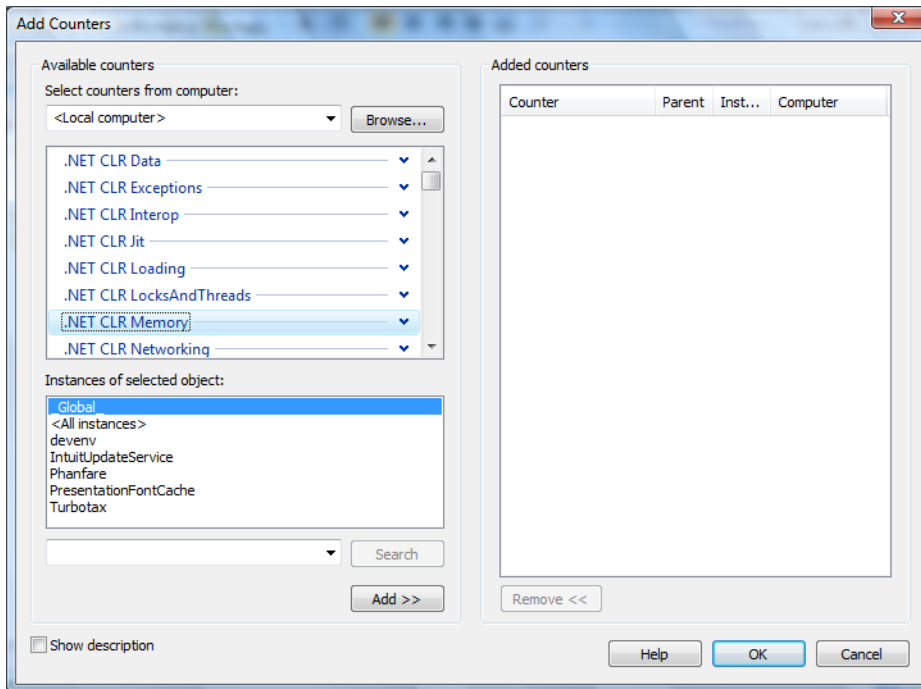 Add Counters
Available counters
Select counters from computer:
<Local computer>
Browse...
.NET CLR Data
.NET CLR Exceptions
.NET CLR Interop
.NET CLR Jit
.NET CLR Loading
.NET CLR LocksAndThreads
.NET CLR Memory
.NET CLR Networking
Instances of selected object:
_Global_
<All instances>
devenv
IntuitUpdateService
Phanfare
PresentationFontCache
Turbotax
Search
Add >>
Show description
Added counters
Counter Parent Inst... Computer
Remove <<
Help OK Cancel